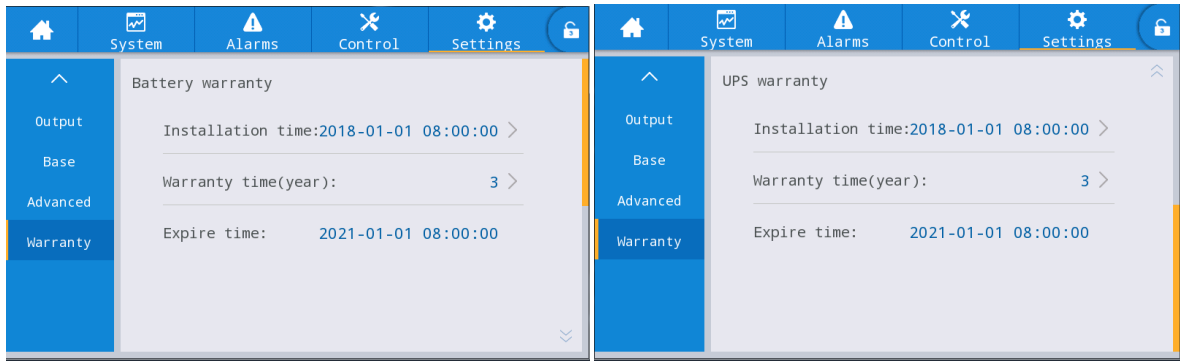 System Alarms Control Settings
Output
Base
Advanced
Warranty
Battery warranty
Installation time:2018-01-01 08:00:00
Warranty time(year): 3
Expire time: 2021-01-01 08:00:00
System Alarms Control Settings
Output
Base
Advanced
Warranty
UPS warranty
Installation time:2018-01-01 08:00:00
Warranty time(year): 3
Expire time: 2021-01-01 08:00:00